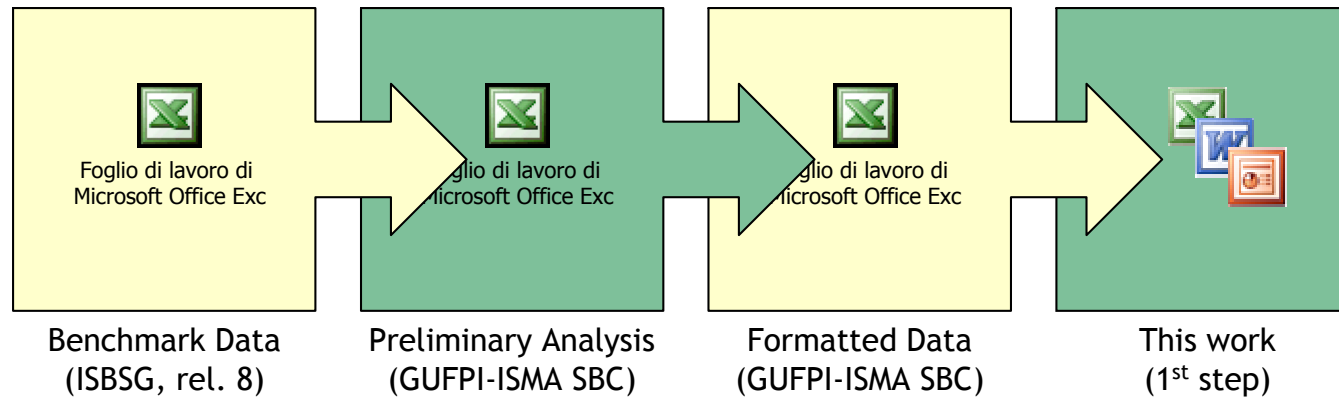 Foglio di lavoro di
Microsoft Office Exc
glio di lavoro di
Microsoft Office Exc
glio di lavoro di
Microsoft Office Exc
W
Benchmark Data
(ISBSG, rel. 8)
Preliminary Analysis
(GUFPI-ISMA SBC)
Formatted Data
(GUFPI-ISMA SBC)
This work
(1st step)